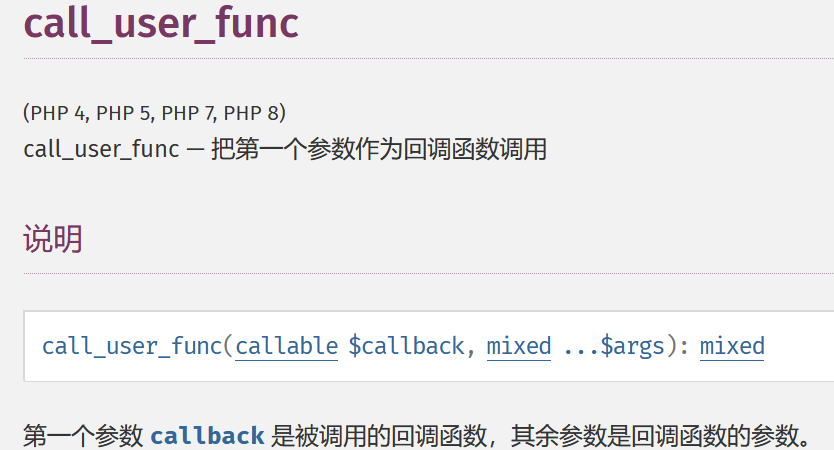 call_user_func
(PHP 4, PHP 5, PHP 7, PHP 8)
call_user_func — 把第一个参数作为回调函数调用
说明
call_user_func(callable $callback, mixed ...$args): mixed
第一个参数 callback 是被调用的回调函数，其余参数是回调函数的参数。